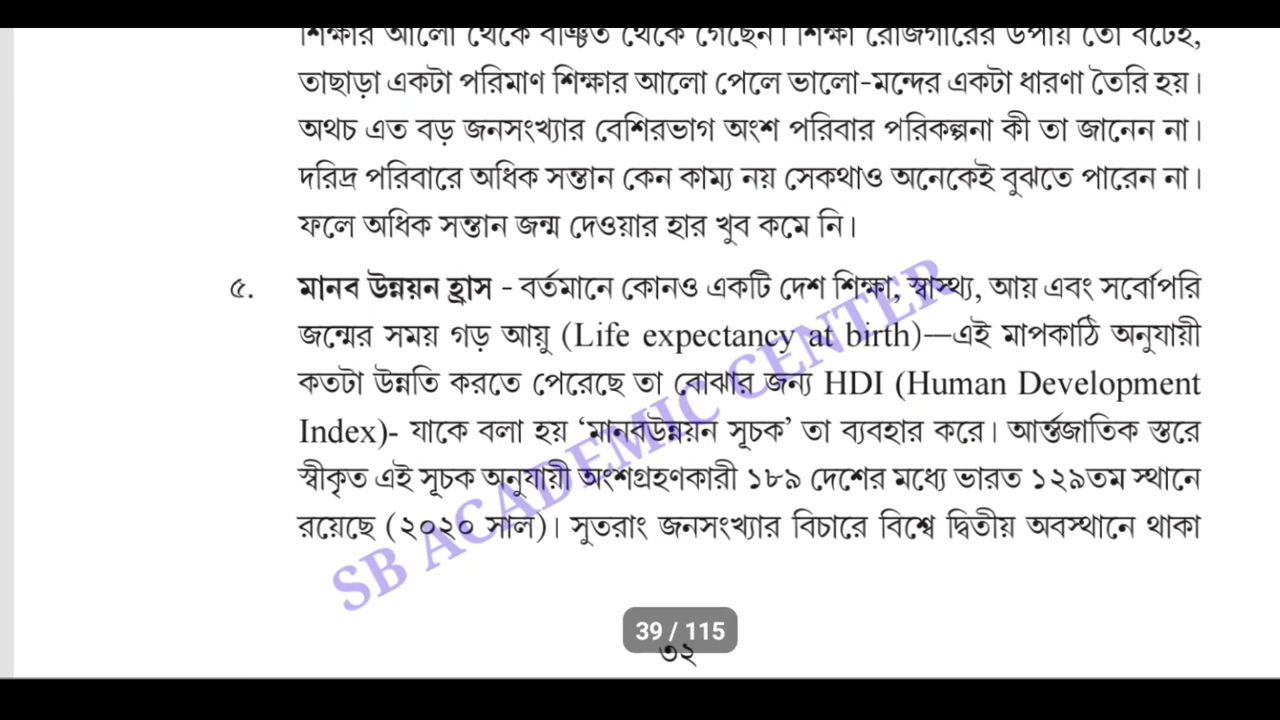 শিক্ষার আলো থেকে বঞ্চিত থেকে গেছেন। শিক্ষা রোজগারের উপায় তো বটেই,
তাছাড়া একটা পরিমাণ শিক্ষার আলো পেলে ভালো-মন্দের একটা ধারণা তৈরি হয়।
অথচ এত বড় জনসংখ্যার বেশিরভাগ অংশ পরিবার পরিকল্পনা কী তা জানেন না।
দরিদ্র পরিবারে অধিক সন্তান কেন কাম্য নয় সেকথাও অনেকেই বুঝতে পারেন না।
ফলে অধিক সন্তান জন্ম দেওয়ার হার খুব কমে নি।
৫. মানব উন্নয়ন হ্রাস - বর্তমানে কোনও একটি দেশ শিক্ষা, স্বাস্থ্য, আয় এবং সর্বোপরি
জন্মের সময় গড় আয়ু (Life expectancy at birth)—এই মাপকাঠি অনুযায়ী
কতটা উন্নতি করতে পেরেছে তা বোঝার জন্য HDI (Human Development
Index)- যাকে বলা হয় ‘মানবউন্নয়ন সূচক’ তা ব্যবহার করে। আর্ন্তজাতিক স্তরে
স্বীকৃত এই সূচক অনুযায়ী অংশগ্রহণকারী ১৮৯ দেশের মধ্যে ভারত ১২৯তম স্থানে
রয়েছে (২০২০ সাল)। সুতরাং জনসংখ্যার বিচারে বিশ্বে দ্বিতীয় অবস্থানে থাকা
SB ACADEMIC CENTER
39 / 115
৩২